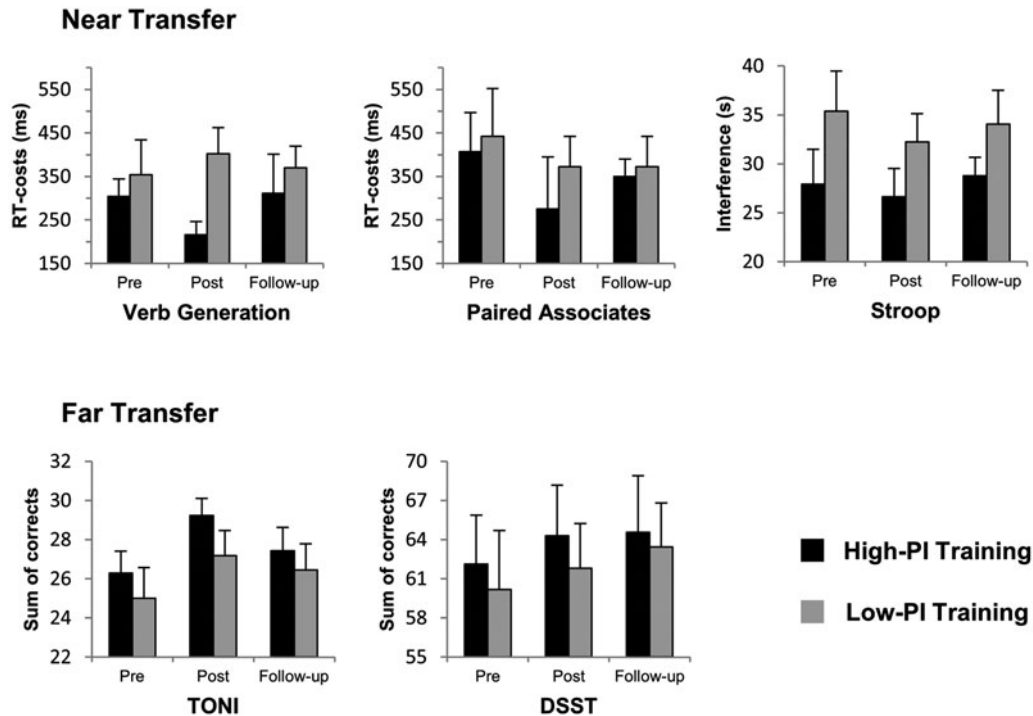 Near Transfer
RT-costs (ms)
550
450
350
250
150
Pre
Post
Follow-up
Verb Generation
RT-costs (ms)
550
450
350
250
150
Pre
Post
Follow-up
Paired Associates
Interference (s)
40
35
30
25
20
Pre
Post
Follow-up
Stroop
Far Transfer
Sum of corrects
32
30
28
26
24
22
Pre
Post
Follow-up
TONI
Sum of corrects
70
67
64
61
58
55
Pre
Post
Follow-up
DSST
High-PI Training
Low-PI Training